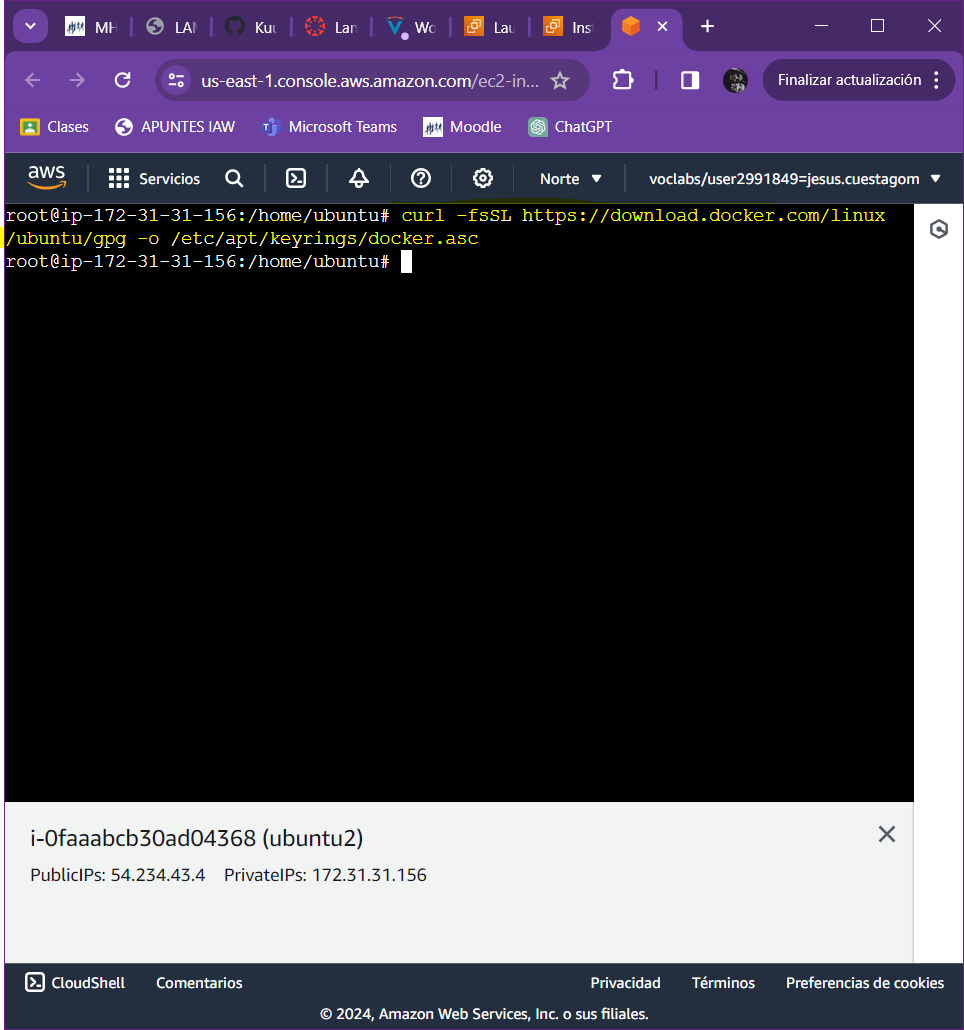 MH
LAN
Kuu
Lan
Wo
Lau
Ins
us-east-1.console.aws.amazon.com/ec2-in...
Finalizar actualización
Clases
APUNTES IAW
Microsoft Teams
Moodle
ChatGPT
aws
Servicios
Norte
voclabs/user2991849=jesus.cuestagom
root@ip-172-31-31-156:/home/ubuntu# curl -fsSL https://download.docker.com/linux
/ubuntu/gpg -o /etc/apt/keyrings/docker.asc
root@ip-172-31-31-156:/home/ubuntu#
i-0faaabcb30ad04368 (ubuntu2)
PublicIPs: 54.234.43.4 PrivateIPs: 172.31.31.156
CloudShell
Comentarios
Privacidad
Términos
Preferencias de cookies
© 2024, Amazon Web Services, Inc. o sus filiales.